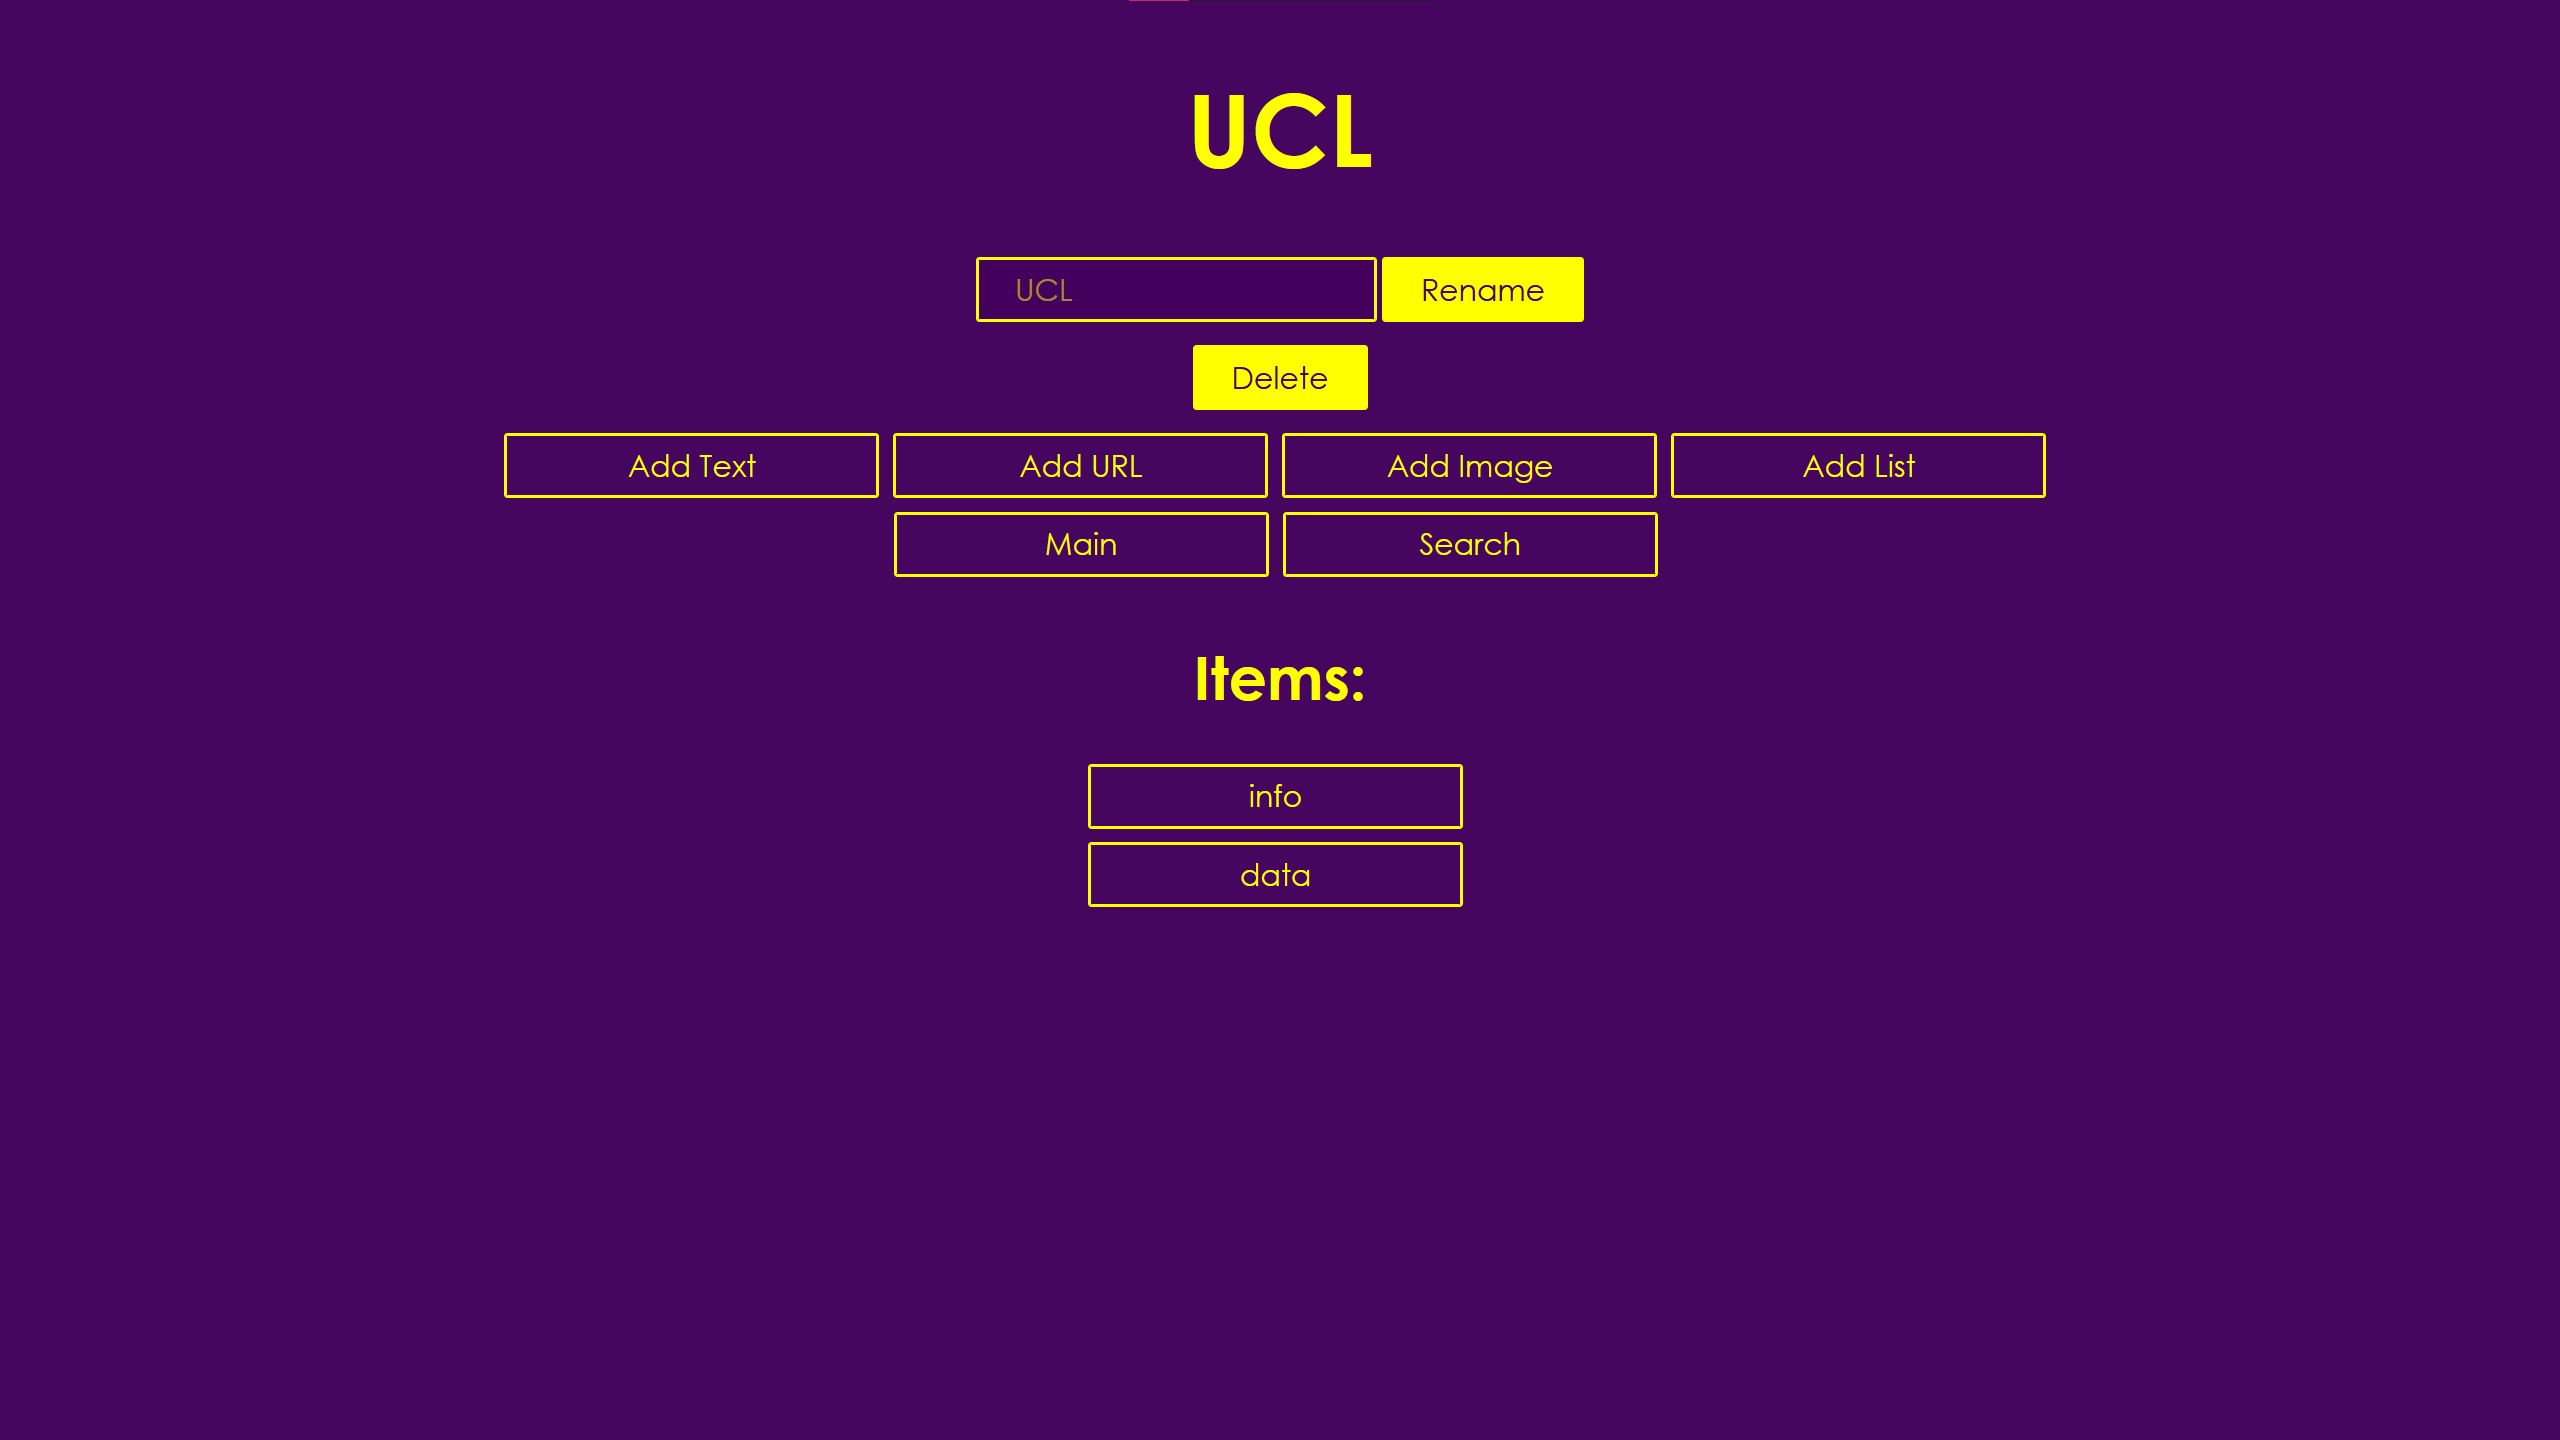 UCL
UCL Rename
Delete
Add Text Add URL Add Image Add List
Main Search
Items:
info
data